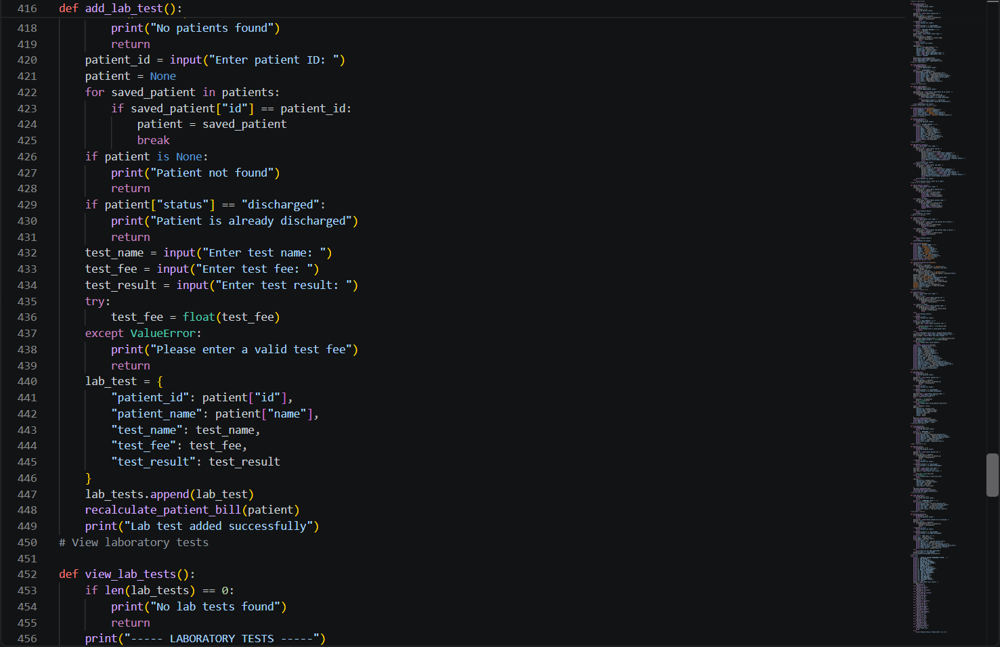 416 def add_lab_test():
418 print("No patients found")
419 return
420 patient_id = input("Enter patient ID: ")
421 patient = None
422 for saved_patient in patients:
423 if saved_patient["id"] == patient_id:
424 patient = saved_patient
425 break
426 if patient is None:
427 print("Patient not found")
428 return
429 if patient["status"] == "discharged":
430 print("Patient is already discharged")
431 return
432 test_name = input("Enter test name: ")
433 test_fee = input("Enter test fee: ")
434 test_result = input("Enter test result: ")
435 try:
436 test_fee = float(test_fee)
437 except ValueError:
438 print("Please enter a valid test fee")
439 return
440 lab_test = {
441 "patient_id": patient["id"],
442 "patient_name": patient["name"],
443 "test_name": test_name,
444 "test_fee": test_fee,
445 "test_result": test_result
446 }
447 lab_tests.append(lab_test)
448 recalculate_patient_bill(patient)
449 print("Lab test added successfully")
450 # View laboratory tests
451
452 def view_lab_tests():
453 if len(lab_tests) == 0:
454 print("No lab tests found")
455 return
456 print("----- LABORATORY TESTS -----")